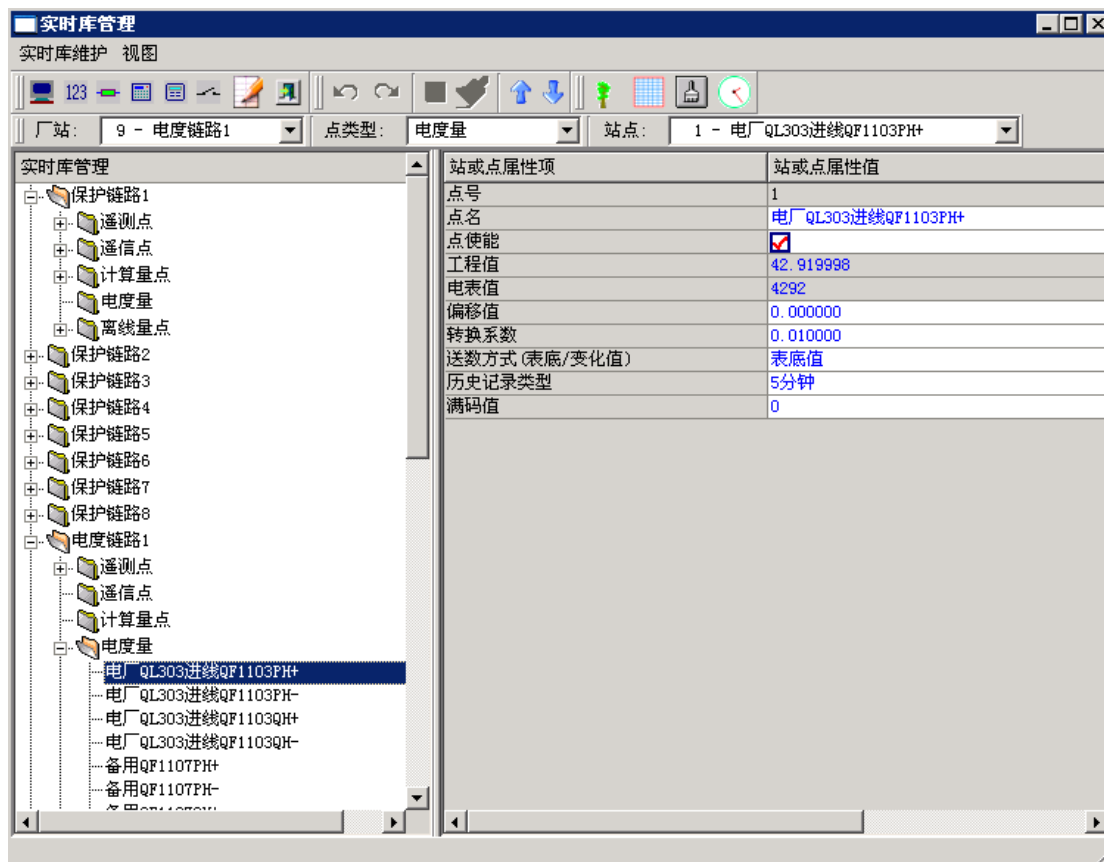 实时库管理
实时库维护 视图
123
厂站: 9 - 电度链路1 点类型: 电度量 站点: 1 - 电厂QL303进线QF1103PH+
实时库管理
保护链路1
遥测点
遥信点
计算量点
电度量
离线量点
保护链路2
保护链路3
保护链路4
保护链路5
保护链路6
保护链路7
保护链路8
电度链路1
遥测点
遥信点
计算量点
电度量
电厂QL303进线QF1103PH+
电厂QL303进线QF1103PH-
电厂QL303进线QF1103QH+
电厂QL303进线QF1103QH-
备用QF1107PH+
备用QF1107PH-
站或点属性项 站或点属性值
点号 1
点名 电厂QL303进线QF1103PH+
点使能
工程值 42.919998
电表值 4292
偏移值 0.000000
转换系数 0.010000
送数方式(表底/变化值) 表底值
历史记录类型 5分钟
满码值 0